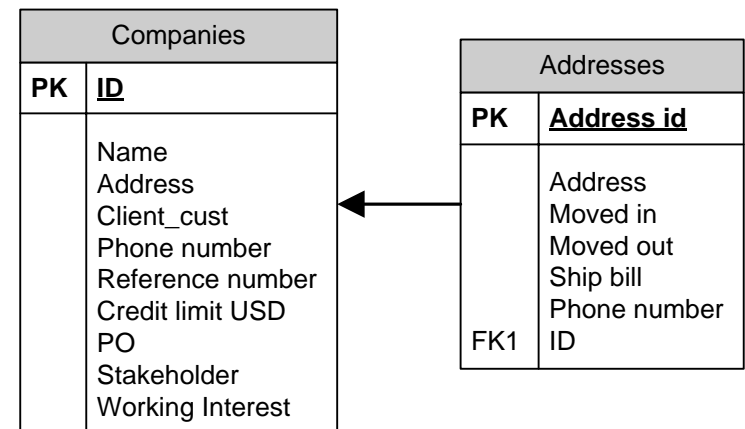 Companies
PK ID
Name
Address
Client_cust
Phone number
Reference number
Credit limit USD
PO
Stakeholder
Working Interest
Addresses
PK Address id
Address
Moved in
Moved out
Ship bill
Phone number
FK1 ID